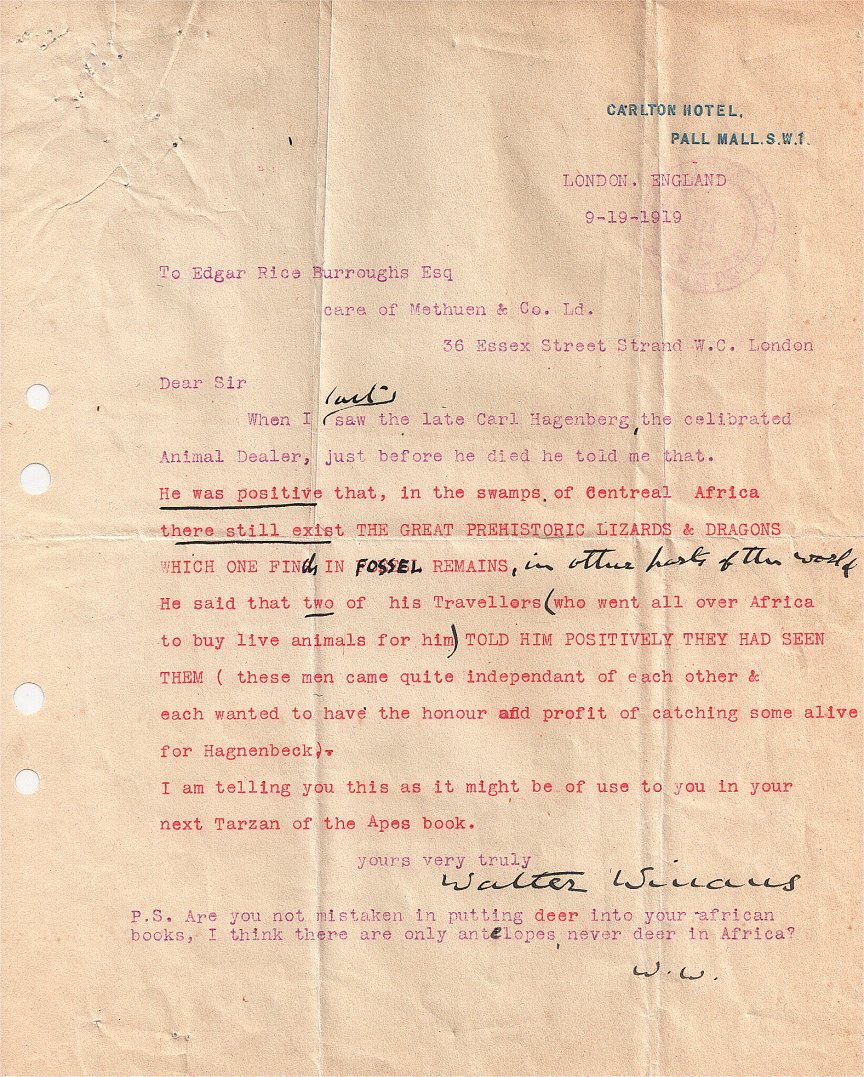 CARLTON HOTEL,
PALL MALL.S.W.1.
LONDON. ENGLAND
9-19-1919
To Edgar Rice Burroughs Esq
care of Methuen & Co. Ld.
36 Essex Street Strand W.C. London
Dear Sir
last
When I saw the late Carl Hagenberg, the celibrated
Animal Dealer, just before he died he told me that.
He was positive that, in the swamps of Centreal Africa
there still exist THE GREAT PREHISTORIC LIZARDS & DRAGONS
WHICH ONE FINDS IN FOSSEL REMAINS, in other parts of the world
He said that two of his Travellers (who went all over Africa
to buy live animals for him) TOLD HIM POSITIVELY THEY HAD SEEN
THEM ( these men came quite independant of each other &
each wanted to have the honour and profit of catching some alive
for Hagnenbeck).
I am telling you this as it might be of use to you in your
next Tarzan of the Apes book.
yours very truly
Walter Winans
P.S. Are you not mistaken in putting deer into your african
books, I think there are only antelopes, never deer in Africa?
W.W.